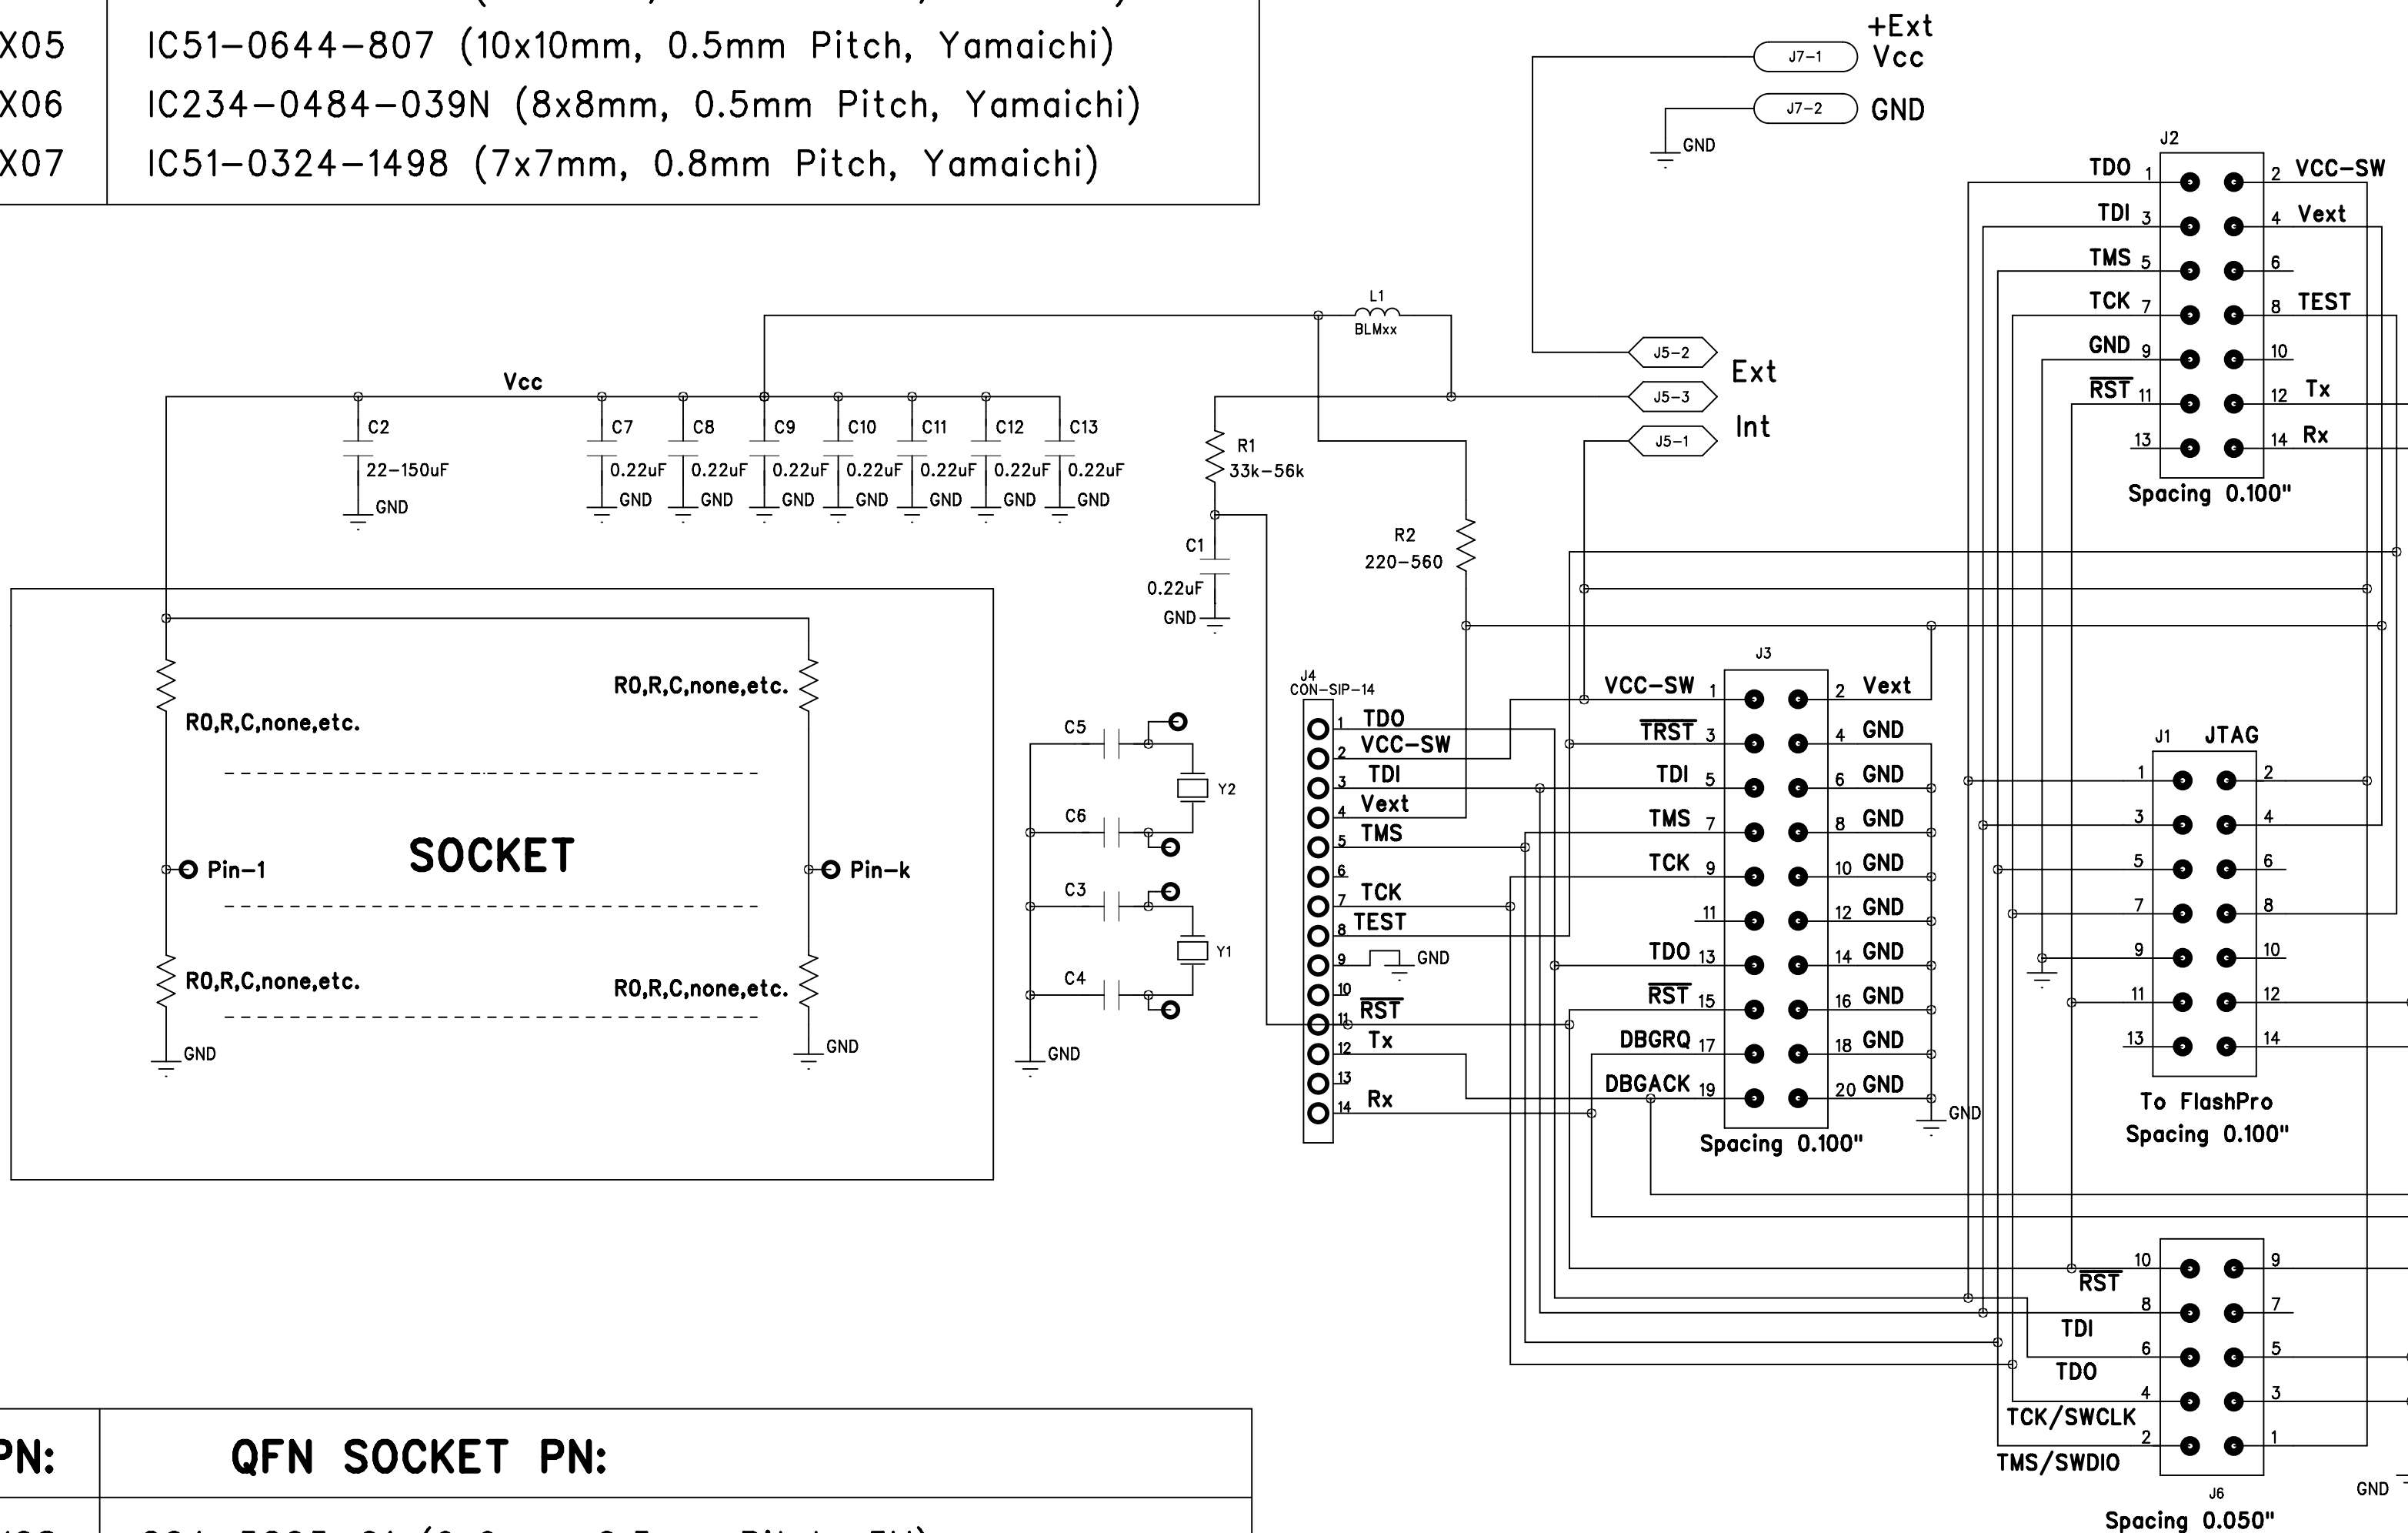 X05 IC51-0644-807 (10x10mm, 0.5mm Pitch, Yamaichi)
X06 IC234-0484-039N (8x8mm, 0.5mm Pitch, Yamaichi)
X07 IC51-0324-1498 (7x7mm, 0.8mm Pitch, Yamaichi)
+Ext
J7-1 Vcc
J7-2 GND
GND
L1
BLMxx
J5-2
Ext
J5-3
Int
J5-1
Vcc
C2
22-150uF
GND
C7 C8 C9 C10 C11 C12 C13
0.22uF 0.22uF 0.22uF 0.22uF 0.22uF 0.22uF 0.22uF
GND GND GND GND GND GND GND
R1
33k-56k
C1
0.22uF
GND
R2
220-560
J2
TDO 1 2 VCC-SW
TDI 3 4 Vext
TMS 5 6
TCK 7 8 TEST
GND 9 10
RST 11 12 Tx
13 14 Rx
Spacing 0.100"
R0,R,C,none,etc.
R0,R,C,none,etc.
SOCKET
Pin-1
Pin-k
R0,R,C,none,etc.
R0,R,C,none,etc.
GND
GND
C5
Y2
C6
C3
Y1
C4
GND
J4
CON-SIP-14
1 TDO
2 VCC-SW
3 TDI
4 Vext
5 TMS
6
7 TCK
8 TEST
9 GND
10
11 RST
12 Tx
13
14 Rx
J3
VCC-SW 1 2 Vext
TRST 3 4 GND
TDI 5 6 GND
TMS 7 8 GND
TCK 9 10 GND
11 12 GND
TDO 13 14 GND
RST 15 16 GND
DBGRQ 17 18 GND
DBGACK 19 20 GND
GND
Spacing 0.100"
J1 JTAG
1 2
3 4
5 6
7 8
9 10
11 12
13 14
To FlashPro
Spacing 0.100"
10 9
RST
8 7
TDI
6 5
TDO
4 3
TCK/SWCLK
2 1
TMS/SWDIO
GND
J6
Spacing 0.050"
PN: QFN SOCKET PN: